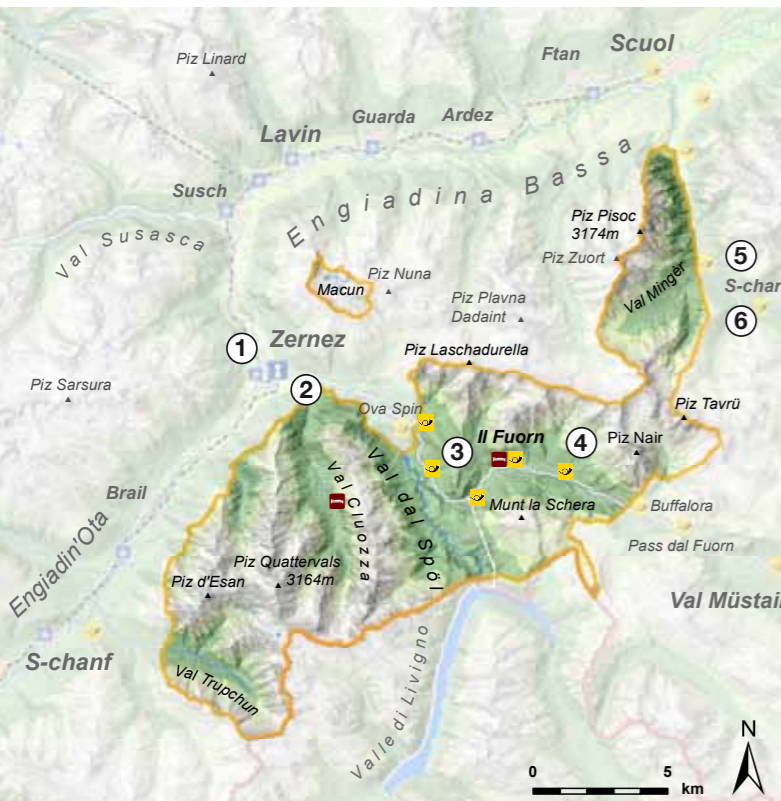 Piz Linard
Ftan
Scuol
Lavin
Guarda
Ardez
Susch
Engiadina Bassa
Val Susasca
Piz Pisoc
3174m
Piz Zuort
Val Mingèr
5
S-char
6
Macun
Piz Nuna
Piz Plavna
Dadaint
1
Zernez
Piz Laschadurella
2
Piz Sarsura
Ova Spin
Il Fuorn
3
4
Piz Nair
Piz Tavrü
Val Cluozza
Val dal Spöl
Brail
Munt la Schera
Buffalora
Pass dal Fuorn
Engiadin'Ota
Piz Quattervals
3164m
Piz d'Esan
Val Müstair
S-chanf
Val Trupchun
Valle di Livigno
N
0 5
km